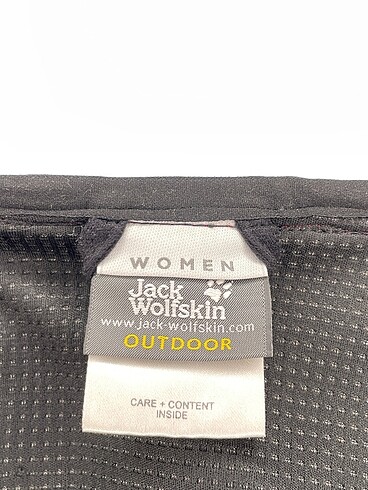 WOMEN
Jack
Wolfskin
www.jack-wolfskin.com
OUTDOOR
CARE + CONTENT
INSIDE